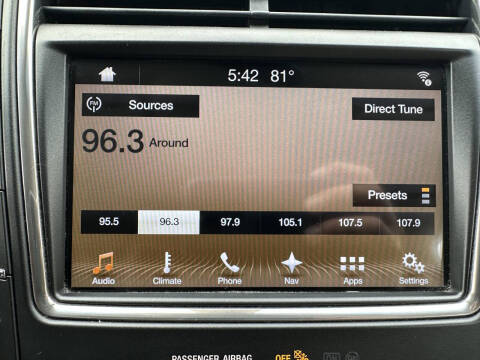 5:42 81°
FM Sources
Direct Tune
96.3 Around
Presets
95.5 96.3 97.9 105.1 107.5 107.9
Audio Climate Phone Nav Apps Settings
PASSENGER AIRBAG OFF